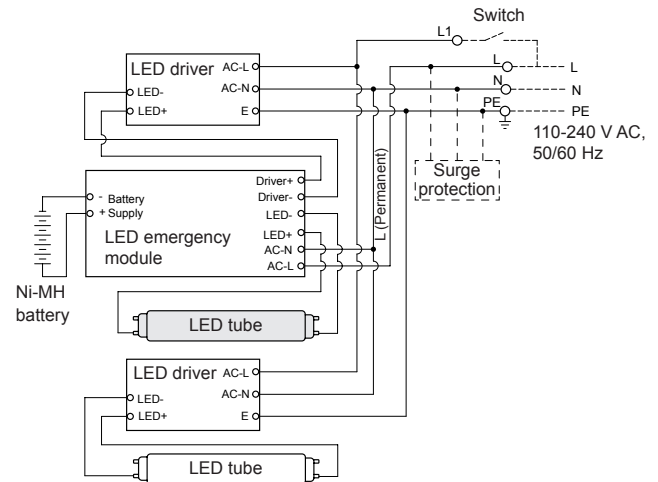 Switch
L1
L
L
N
N
PE
PE
110-240 V AC,
50/60 Hz
Surge
protection
L (Permanent)
LED driver
AC-L
AC-N
E
LED-
LED+
Driver+
Driver-
LED-
LED+
AC-N
AC-L
- Battery
+ Supply
LED emergency
module
Ni-MH
battery
LED tube
LED driver
AC-L
AC-N
E
LED-
LED+
LED tube